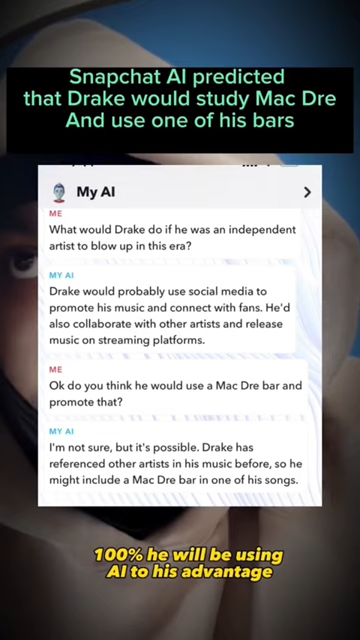 Snapchat AI predicted
that Drake would study Mac Dre
And use one of his bars
My AI
ME
What would Drake do if he was an independent
artist to blow up in this era?
MY AI
Drake would probably use social media to
promote his music and connect with fans. He'd
also collaborate with other artists and release
music on streaming platforms.
ME
Ok do you think he would use a Mac Dre bar and
promote that?
MY AI
I'm not sure, but it's possible. Drake has
referenced other artists in his music before, so he
might include a Mac Dre bar in one of his songs.
100% he will be using
AI to his advantage